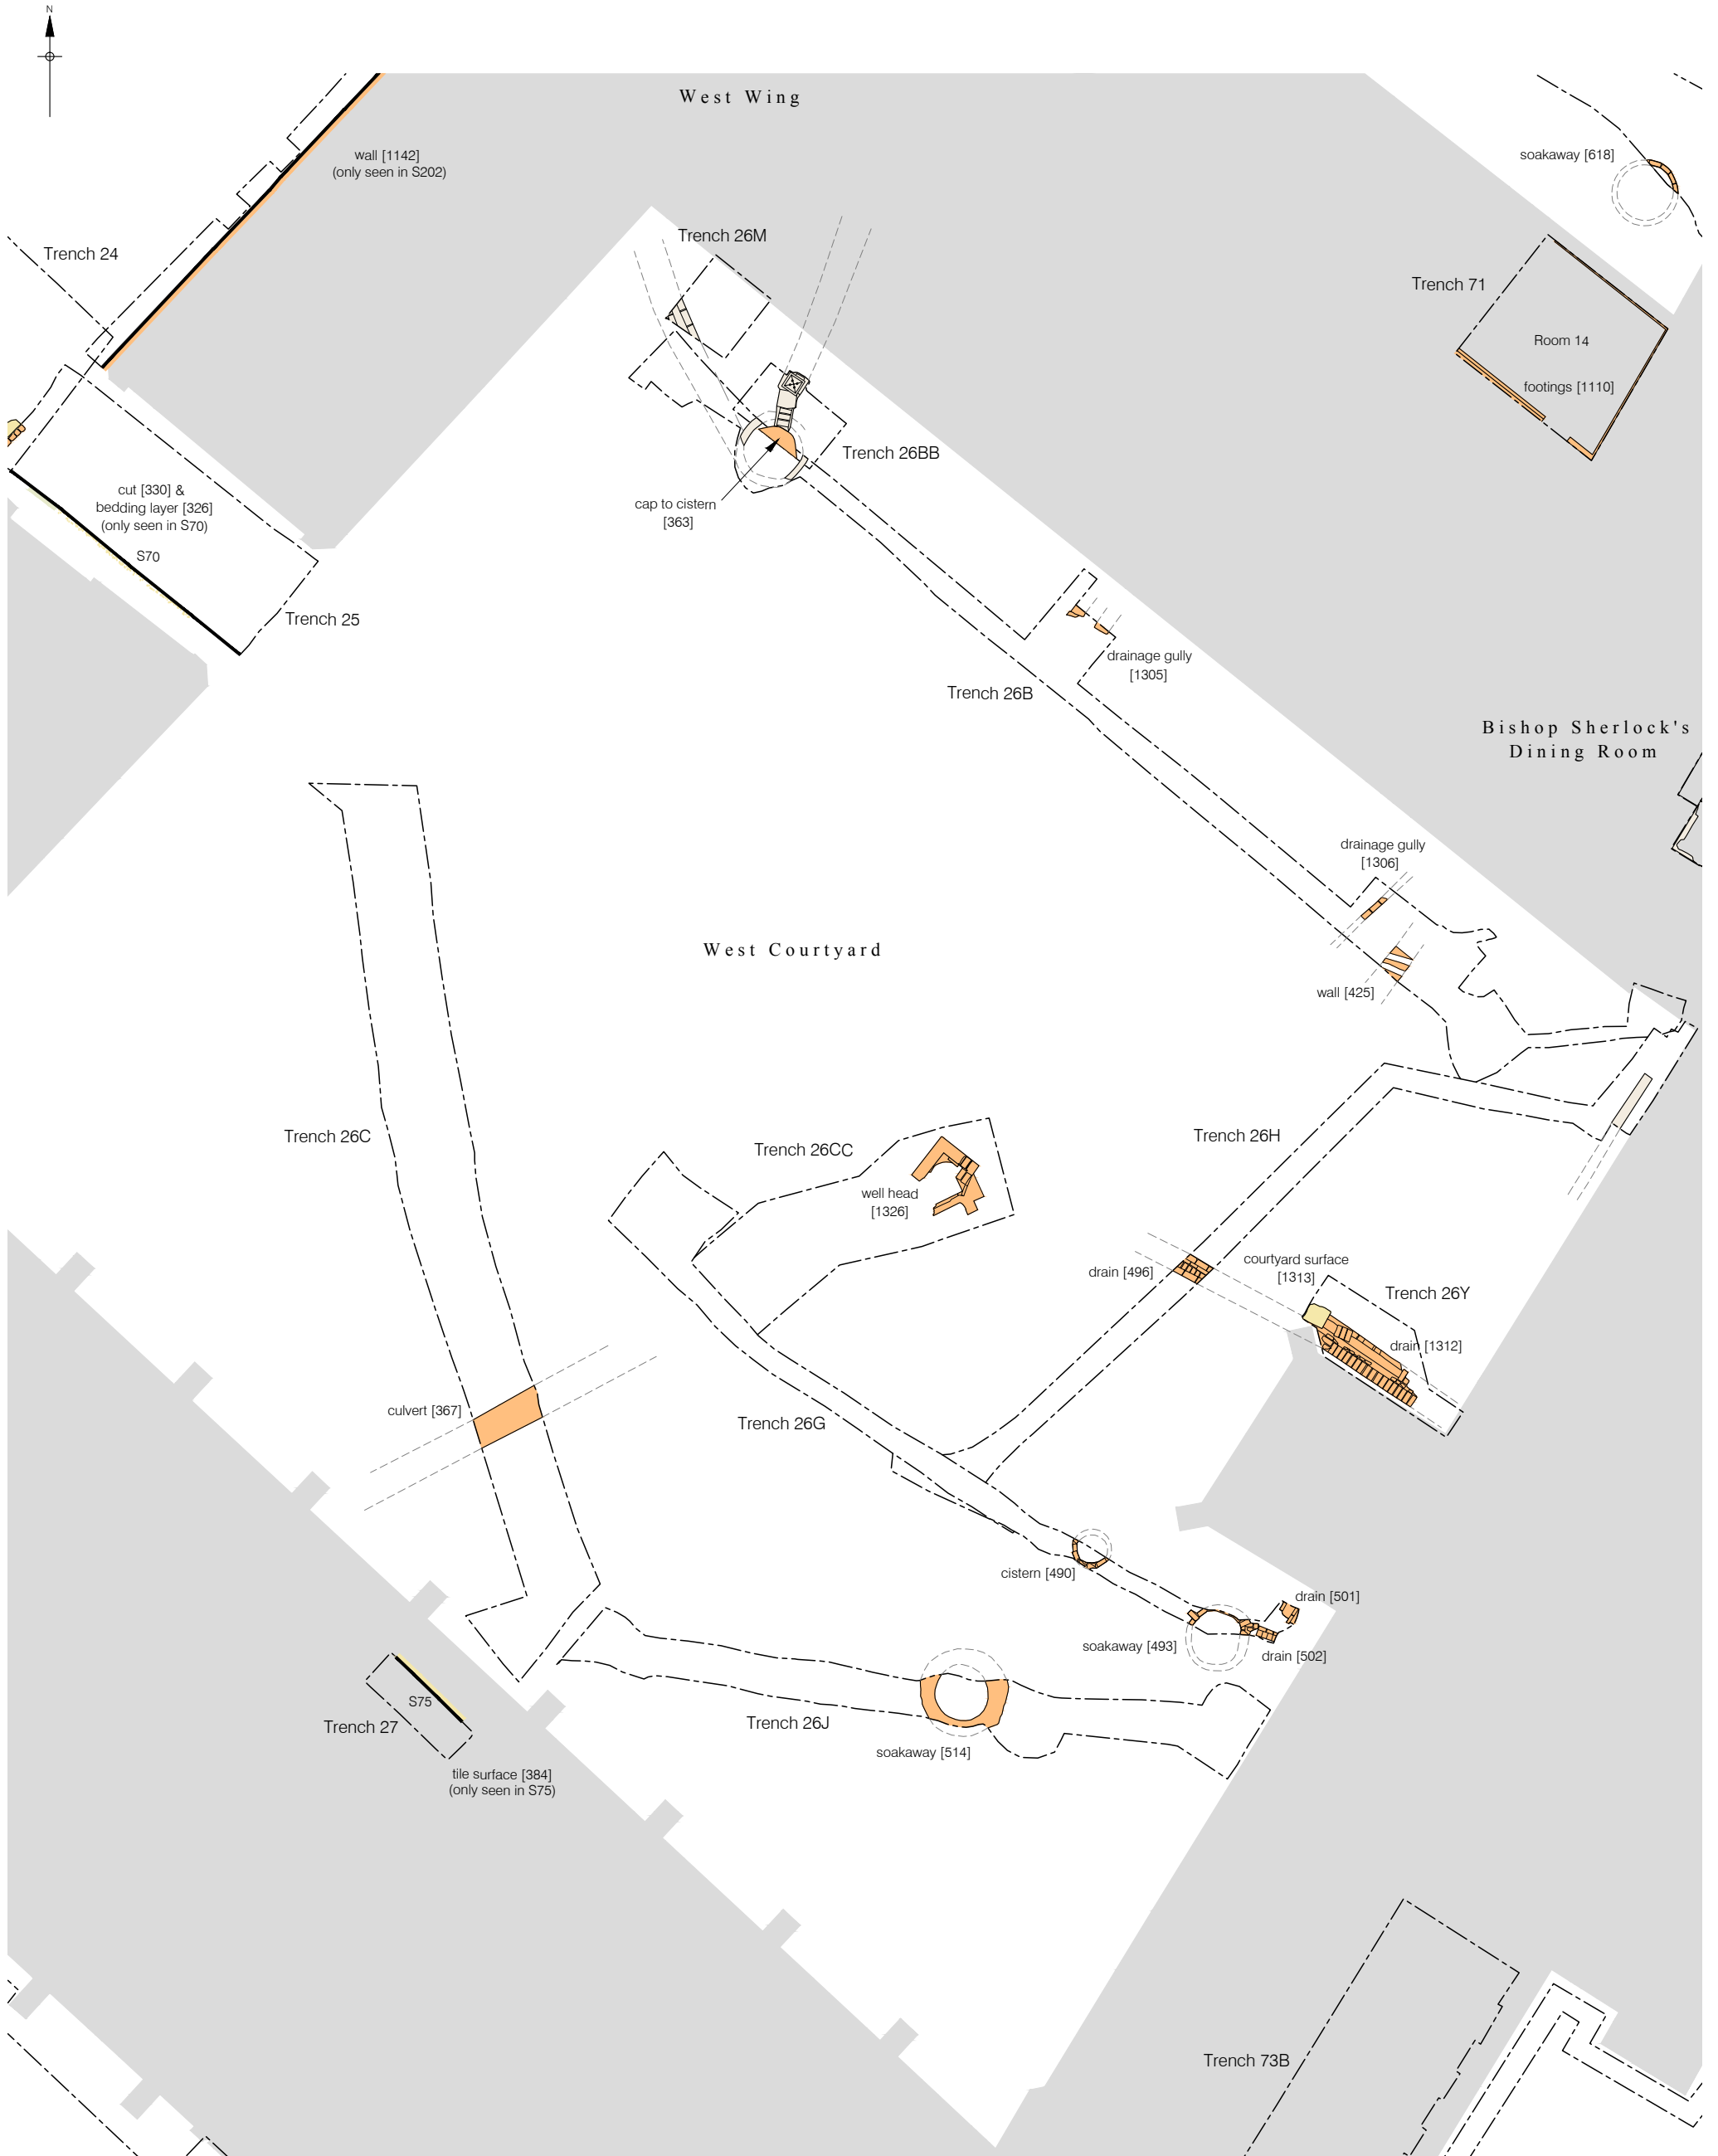 N
West Wing
wall [1142]
(only seen in S202)
soakaway [618]
Trench 24
Trench 26M
Trench 71
Room 14
footings [1110]
Trench 26BB
cut [330] &
bedding layer [326]
(only seen in S70)
S70
cap to cistern
[363]
Trench 25
drainage gully
[1305]
Trench 26B
Bishop Sherlock's
Dining Room
drainage gully
[1306]
West Courtyard
wall [425]
Trench 26C
Trench 26CC
Trench 26H
well head
[1326]
drain [496]
courtyard surface
[1313]
Trench 26Y
drain [1312]
culvert [367]
Trench 26G
cistern [490]
drain [501]
soakaway [493]
drain [502]
S75
Trench 27
Trench 26J
soakaway [514]
tile surface [384]
(only seen in S75)
Trench 73B